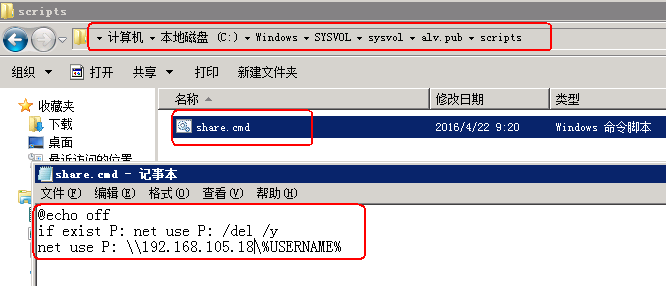 scripts
计算机 本地磁盘 (C:) Windows SYSVOL sysvol alv.pub scripts
组织 打开 共享 打印 新建文件夹
收藏夹
下载
桌面
最近访问的位置
名称 修改日期 类型
share.cmd 2016/4/22 9:20 Windows 命令脚本
share.cmd - 记事本
文件(F) 编辑(E) 格式(O) 查看(V) 帮助(H)
@echo off
if exist P: net use P: /del /y
net use P: \\192.168.105.18\%USERNAME%